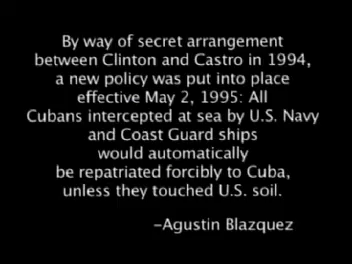 By way of secret arrangement
between Clinton and Castro in 1994,
a new policy was put into place
effective May 2, 1995: All
Cubans intercepted at sea by U.S. Navy
and Coast Guard ships
would automatically
be repatriated forcibly to Cuba,
unless they touched U.S. soil.
–Agustin Blazquez